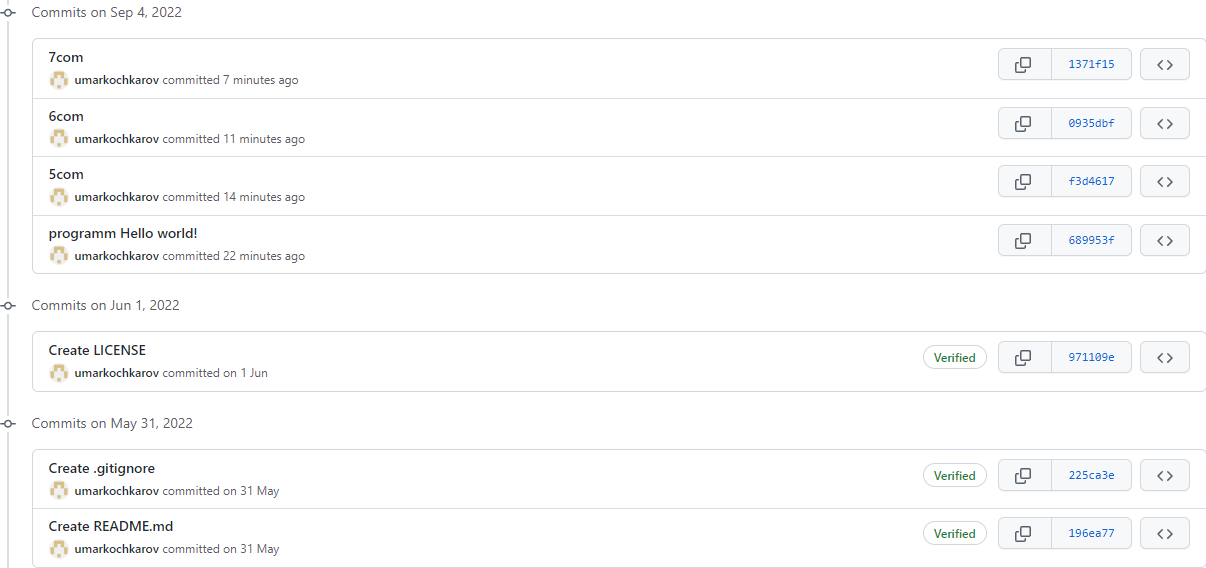 Commits on Sep 4, 2022
7com
umarkochkarov committed 7 minutes ago
1371f15
6com
umarkochkarov committed 11 minutes ago
0935dbf
5com
umarkochkarov committed 14 minutes ago
f3d4617
programm Hello world!
umarkochkarov committed 22 minutes ago
689953f
Commits on Jun 1, 2022
Create LICENSE
umarkochkarov committed on 1 Jun
Verified 971109e
Commits on May 31, 2022
Create .gitignore
umarkochkarov committed on 31 May
Verified 225ca3e
Create README.md
umarkochkarov committed on 31 May
Verified 196ea77